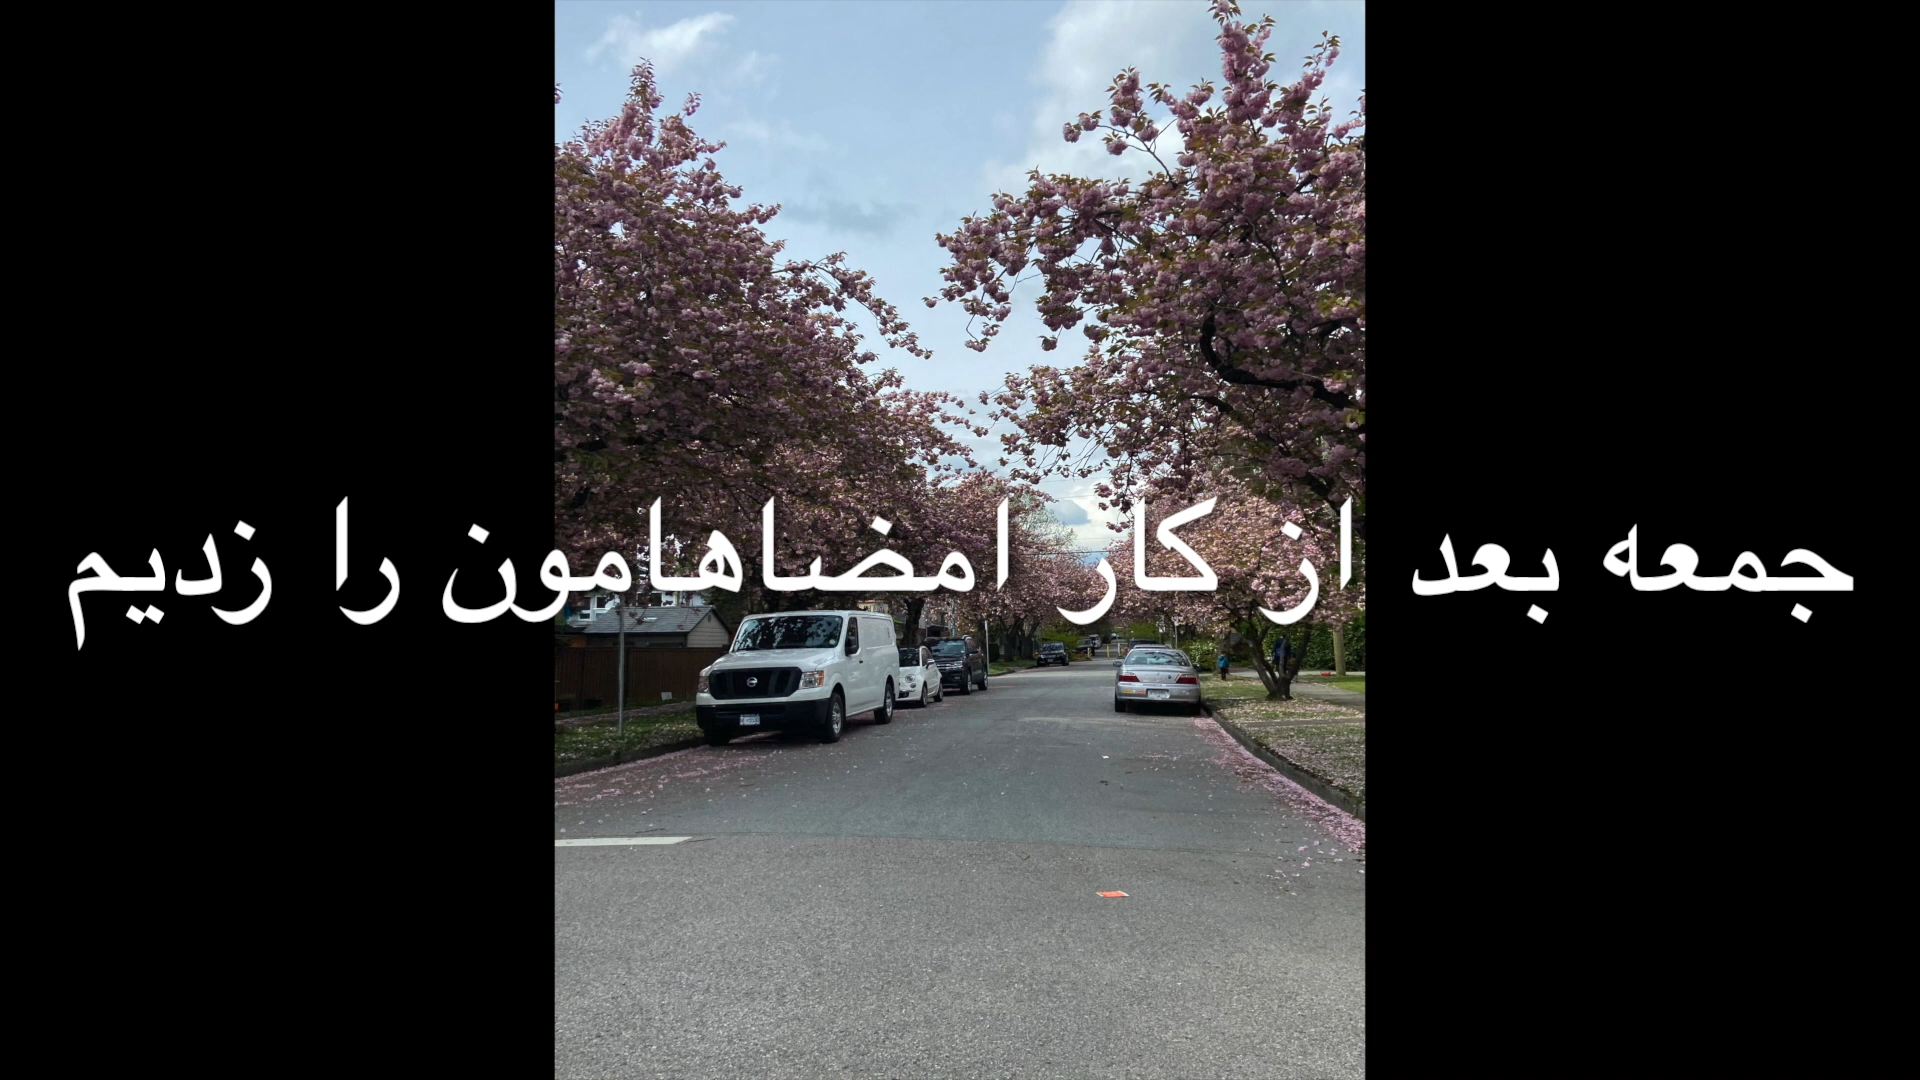 جمعه بعد از کار امضاهامون را زدیم